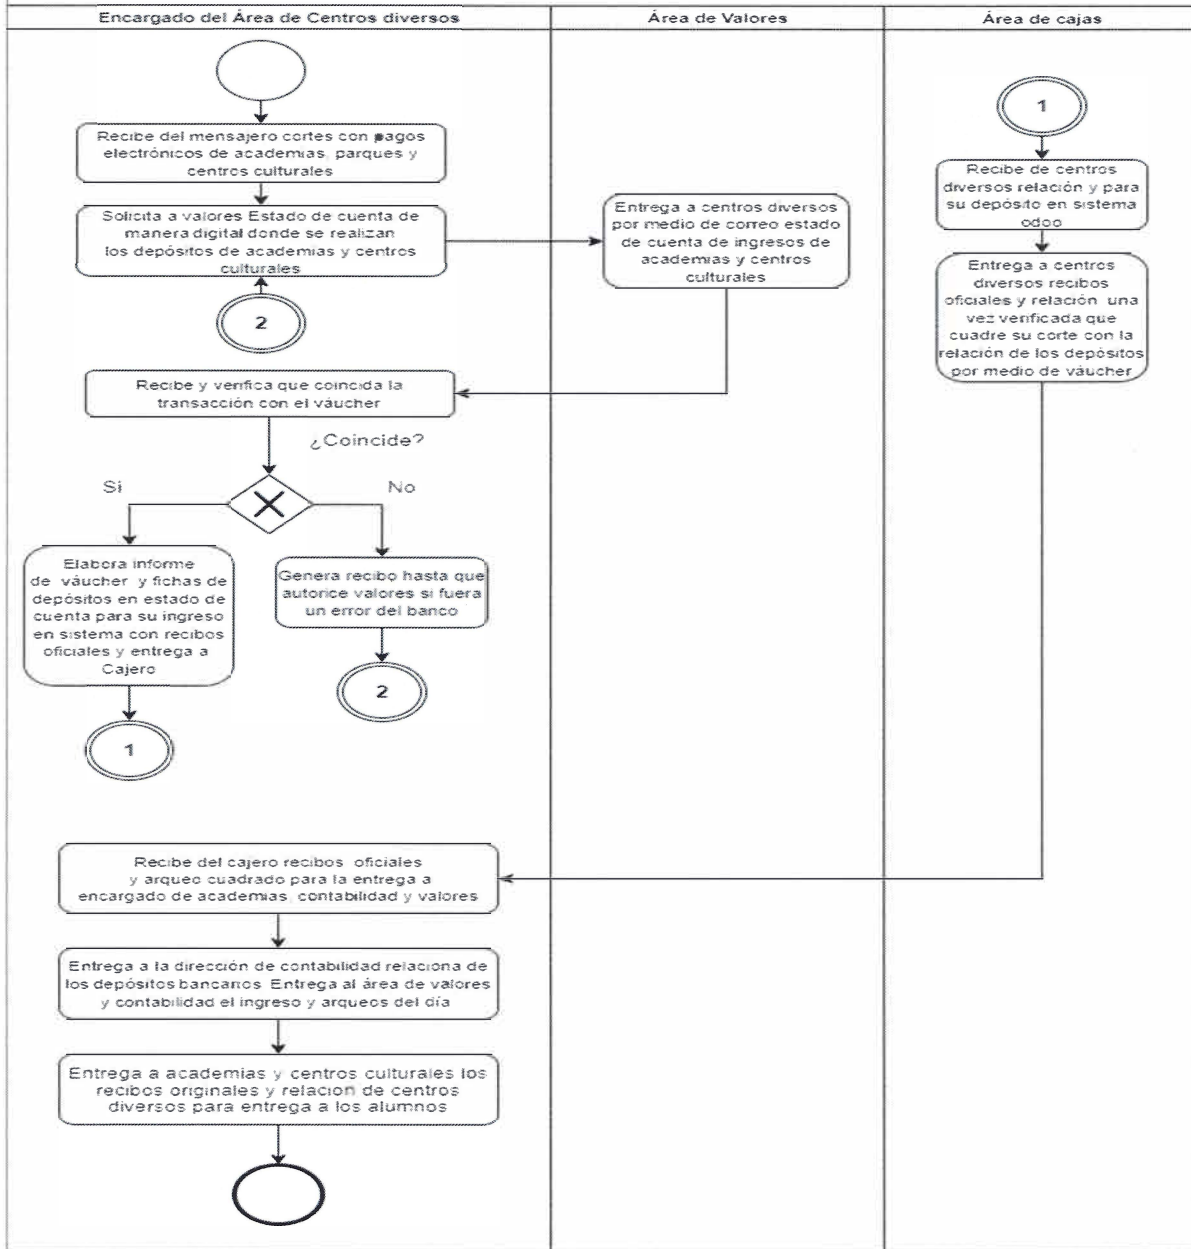 Encargado del Área de Centros diversos
Área de Valores
Área de cajas
Recibe del mensajero cortes con pagos
electrónicos de academias, parques y
centros culturales
Solicita a valores Estado de cuenta de
manera digital donde se realizan
los depósitos de academias y centros
culturales
2
Entrega a centros diversos
por medio de correo estado
de cuenta de ingresos de
academias y centros
culturales
Recibe y verifica que coincida la
transacción con el váucher
¿Coincide?
Si
No
Elabora informe
de váucher y fichas de
depósitos en estado de
cuenta para su ingreso
en sistema con recibos
oficiales y entrega a
Cajero
1
Genera recibo hasta que
autorice valores si fuera
un error del banco
2
1
Recibe de centros
diversos relación y para
su depósito en sistema
odoo
Entrega a centros
diversos recibos
oficiales y relación una
vez verificada que
cuadre su corte con la
relación de los depósitos
por medio de váucher
Recibe del cajero recibos oficiales
y arqueo cuadrado para la entrega a
encargado de academias, contabilidad y valores
Entrega a la dirección de contabilidad relaciona de
los depósitos bancarios Entrega al área de valores
y contabilidad el ingreso y arqueos del día
Entrega a academias y centros culturales los
recibos originales y relacion de centros
diversos para entrega a los alumnos